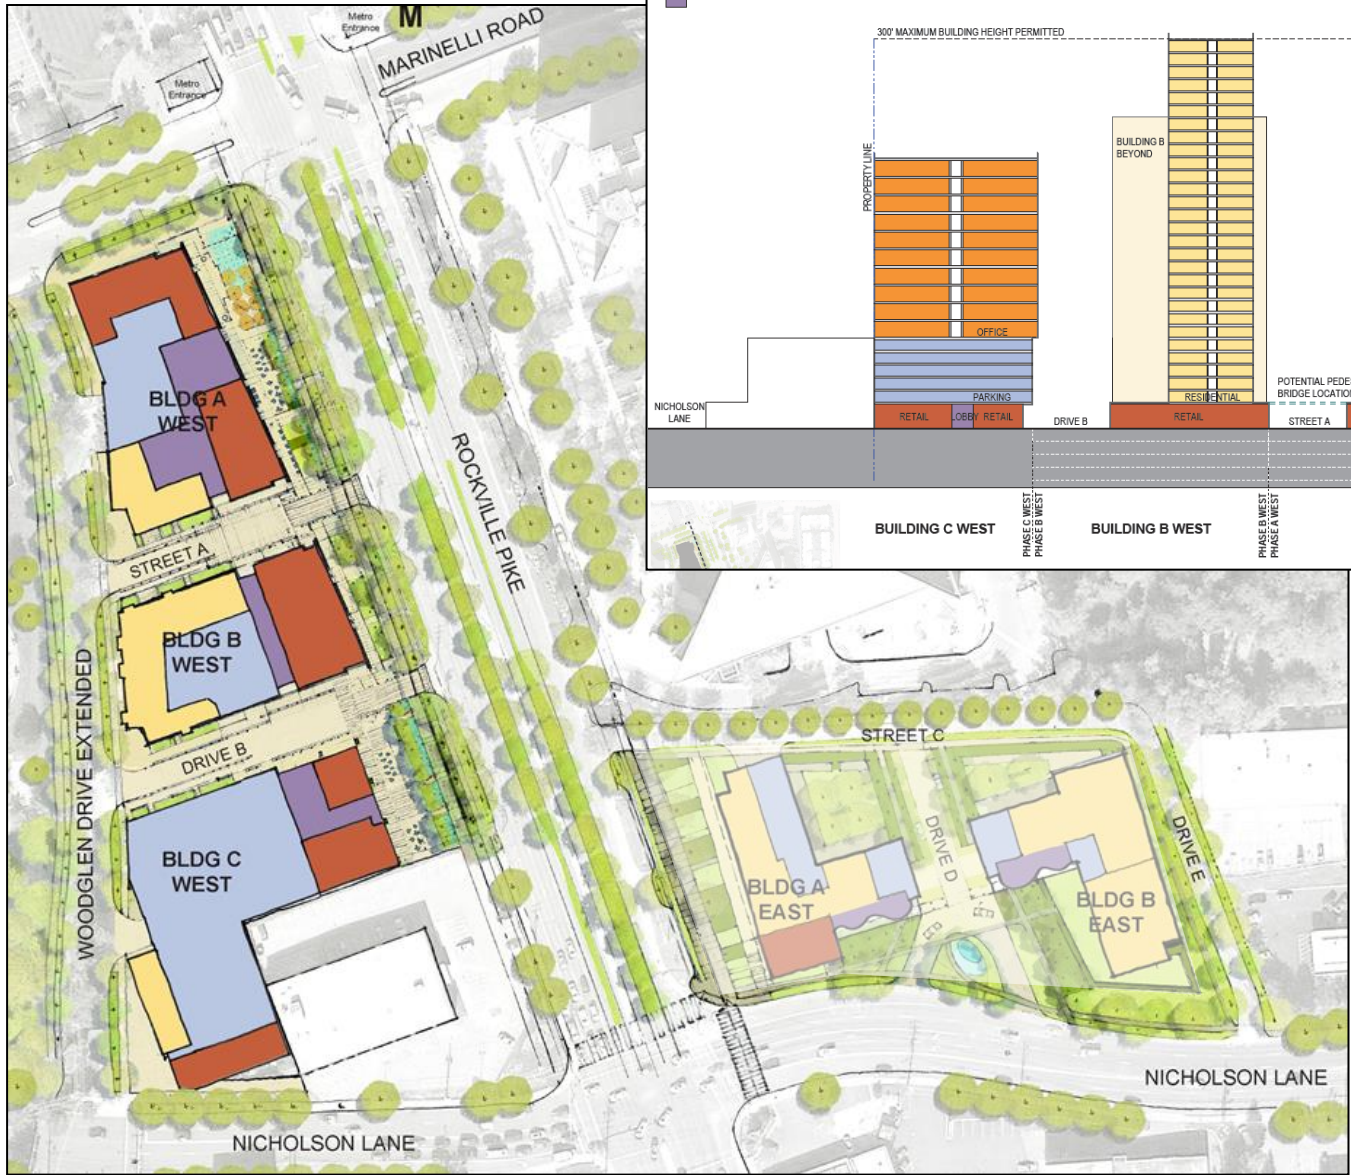 Metro
Entrance
M
MARINELLI ROAD
Metro
Entrance
300' MAXIMUM BUILDING HEIGHT PERMITTED
PROPERTY LINE
BUILDING B
BEYOND
OFFICE
PARKING
RESIDENTIAL
POTENTIAL PEDE
BRIDGE LOCATION
NICHOLSON
LANE
RETAIL
LOBBY
RETAIL
DRIVE B
RETAIL
STREET A
BUILDING C WEST
PHASE C WEST
PHASE B WEST
BUILDING B WEST
PHASE B WEST
PHASE A WEST
BLDG A
WEST
ROCKVILLE PIKE
STREET A
BLDG B
WEST
WOODGLEN DRIVE EXTENDED
DRIVE B
BLDG C
WEST
STREET C
DRIVE D
DRIVE E
BLDG A
EAST
BLDG B
EAST
NICHOLSON LANE
NICHOLSON LANE